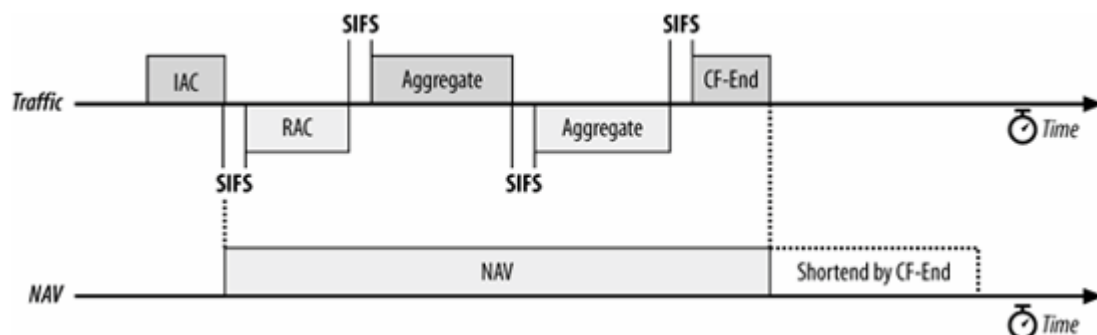 SIFS SIFS
IAC Aggregate CF-End
Traffic
RAC Aggregate Time
SIFS SIFS
NAV Shortend by CF-End
NAV
Time